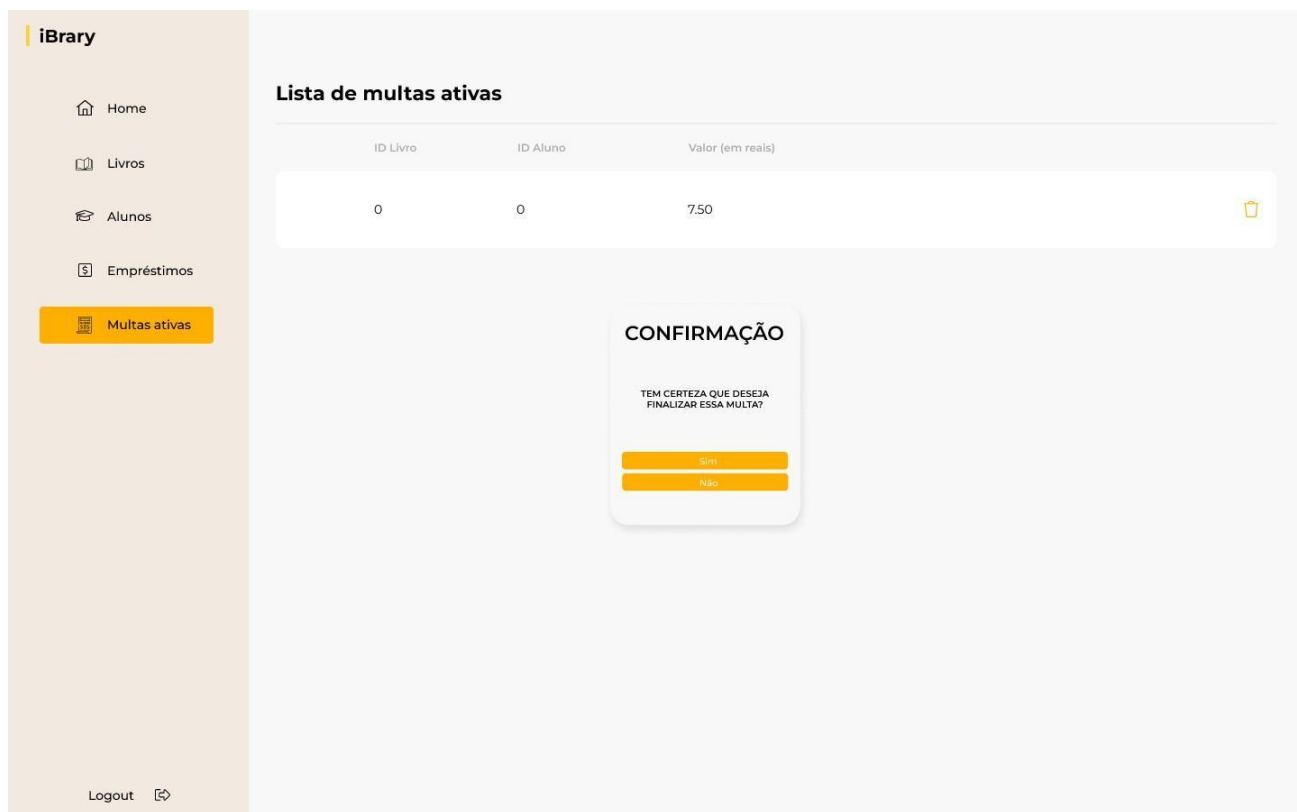 iBrary
Home
Livros
Alunos
Empréstimos
Multas ativas
Logout
Lista de multas ativas
ID Livro ID Aluno Valor (em reais)
0 0 7.50
CONFIRMAÇÃO
TEM CERTEZA QUE DESEJA
FINALIZAR ESSA MULTA?
Sim
Não